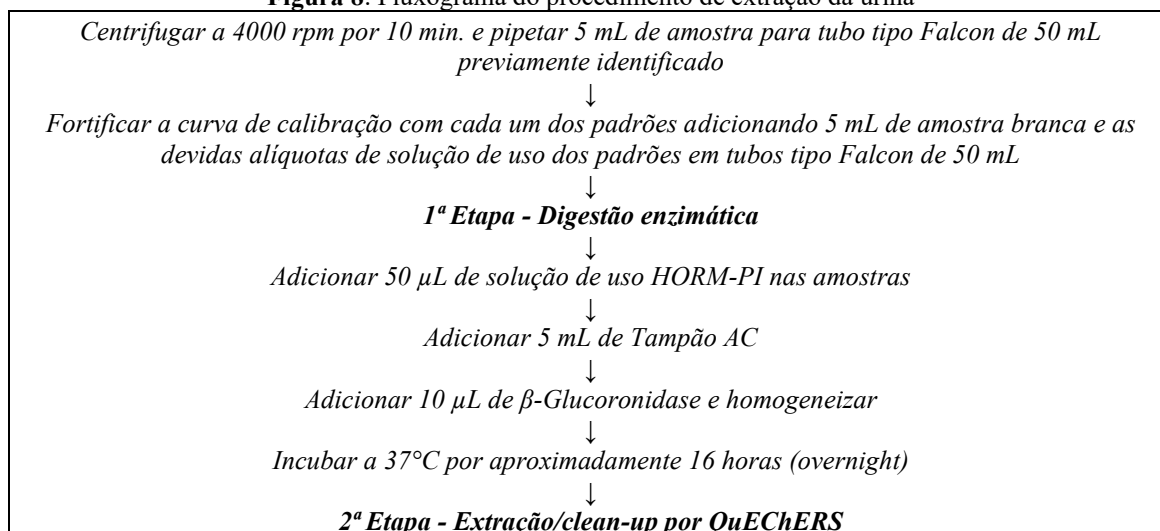 Figura 8. Fluxograma do procedimento de extração da urina
Centrifugar a 4000 rpm por 10 min. e pipetar 5 mL de amostra para tubo tipo Falcon de 50 mL
previamente identificado
↓
Fortificar a curva de calibração com cada um dos padrões adicionando 5 mL de amostra branca e as
devidas alíquotas de solução de uso dos padrões em tubos tipo Falcon de 50 mL
↓
1ª Etapa - Digestão enzimática
↓
Adicionar 50 µL de solução de uso HORM-PI nas amostras
↓
Adicionar 5 mL de Tampão AC
↓
Adicionar 10 µL de β-Glucoronidase e homogeneizar
↓
Incubar a 37°C por aproximadamente 16 horas (overnight)
↓
2ª Etapa - Extração/clean-up por QuEChERS